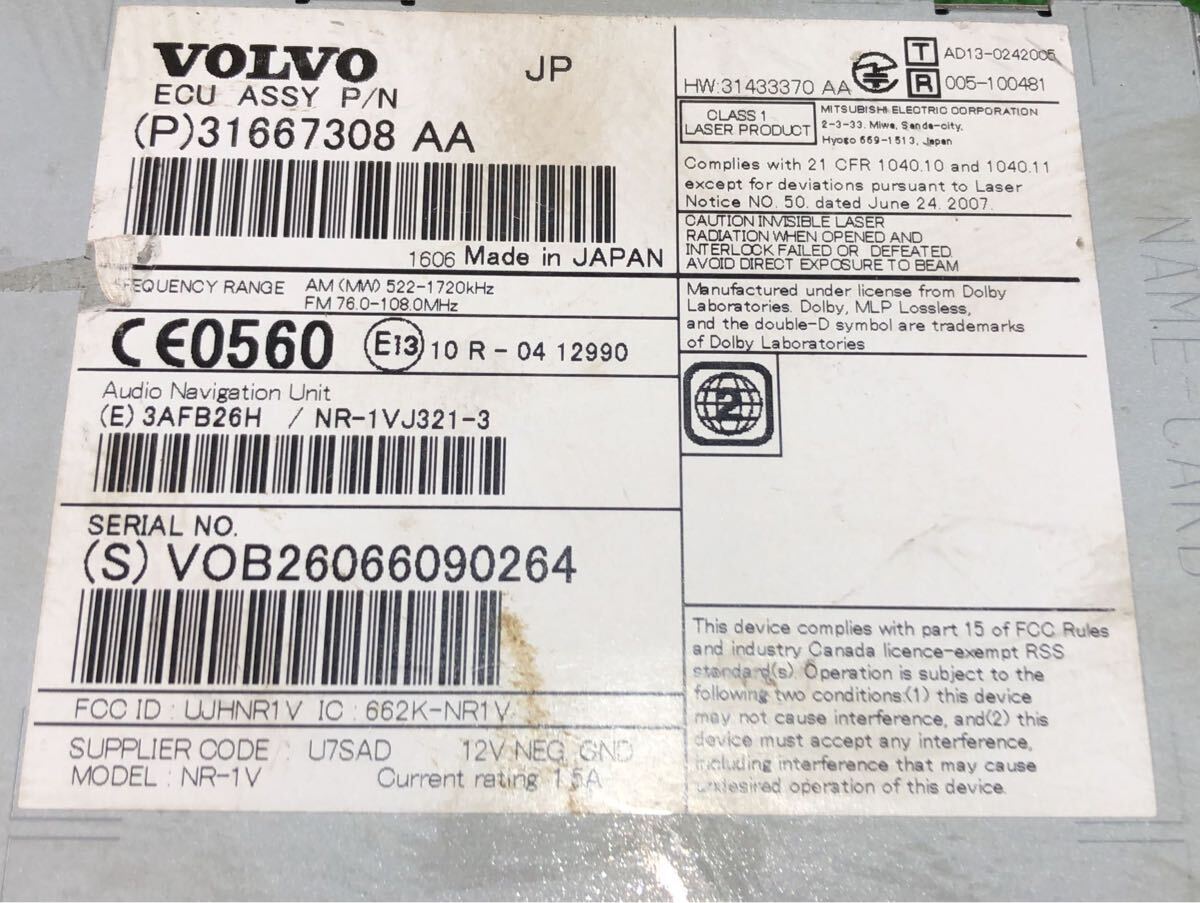 VOLVO JP
ECU ASSY P/N
(P)31667308 AA
1606 Made in JAPAN
FREQUENCY RANGE AM (MW) 522-1720kHz
FM 76.0-108.0MHz
CE0560 E13 10 R - 04 12990
Audio Navigation Unit
(E) 3AFB26H / NR-1VJ321-3
SERIAL NO.
(S) VOB26066090264
FCC ID : UJHNR1V IC : 662K-NR1V
SUPPLIER CODE : U7SAD 12V NEG. GND
MODEL : NR-1V Current rating 15A
HW:31433370 AA
T AD13-0242005
R 005-100481
CLASS 1
LASER PRODUCT
MITSUBISHI ELECTRIC CORPORATION
2-3-33, Miwa, Sanda-city,
Hyogo 669-1513, Japan
Complies with 21 CFR 1040.10 and 1040.11
except for deviations pursuant to Laser
Notice NO. 50. dated June 24. 2007.
CAUTION INVISIBLE LASER
RADIATION WHEN OPENED AND
INTERLOCK FAILED OR DEFEATED.
AVOID DIRECT EXPOSURE TO BEAM
Manufactured under license from Dolby
Laboratories. Dolby, MLP Lossless,
and the double-D symbol are trademarks
of Dolby Laboratories
2
This device complies with part 15 of FCC Rules
and industry Canada licence-exempt RSS
standard(s). Operation is subject to the
following two conditions:(1) this device
may not cause interference, and(2) this
device must accept any interference,
including interference that may cause
undesired operation of this device.
NAME-CARD